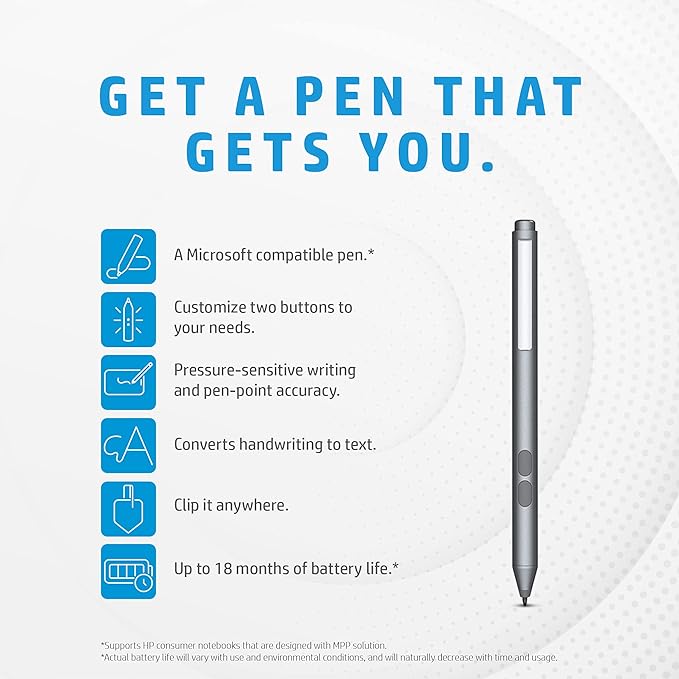 GET A PEN THAT
GETS YOU.
A Microsoft compatible pen.*
Customize two buttons to
your needs.
Pressure-sensitive writing
and pen-point accuracy.
Converts handwriting to text.
Clip it anywhere.
Up to 18 months of battery life.*
*Supports HP consumer notebooks that are designed with MPP solution.
*Actual battery life will vary with use and environmental conditions, and will naturally decrease with time and usage.